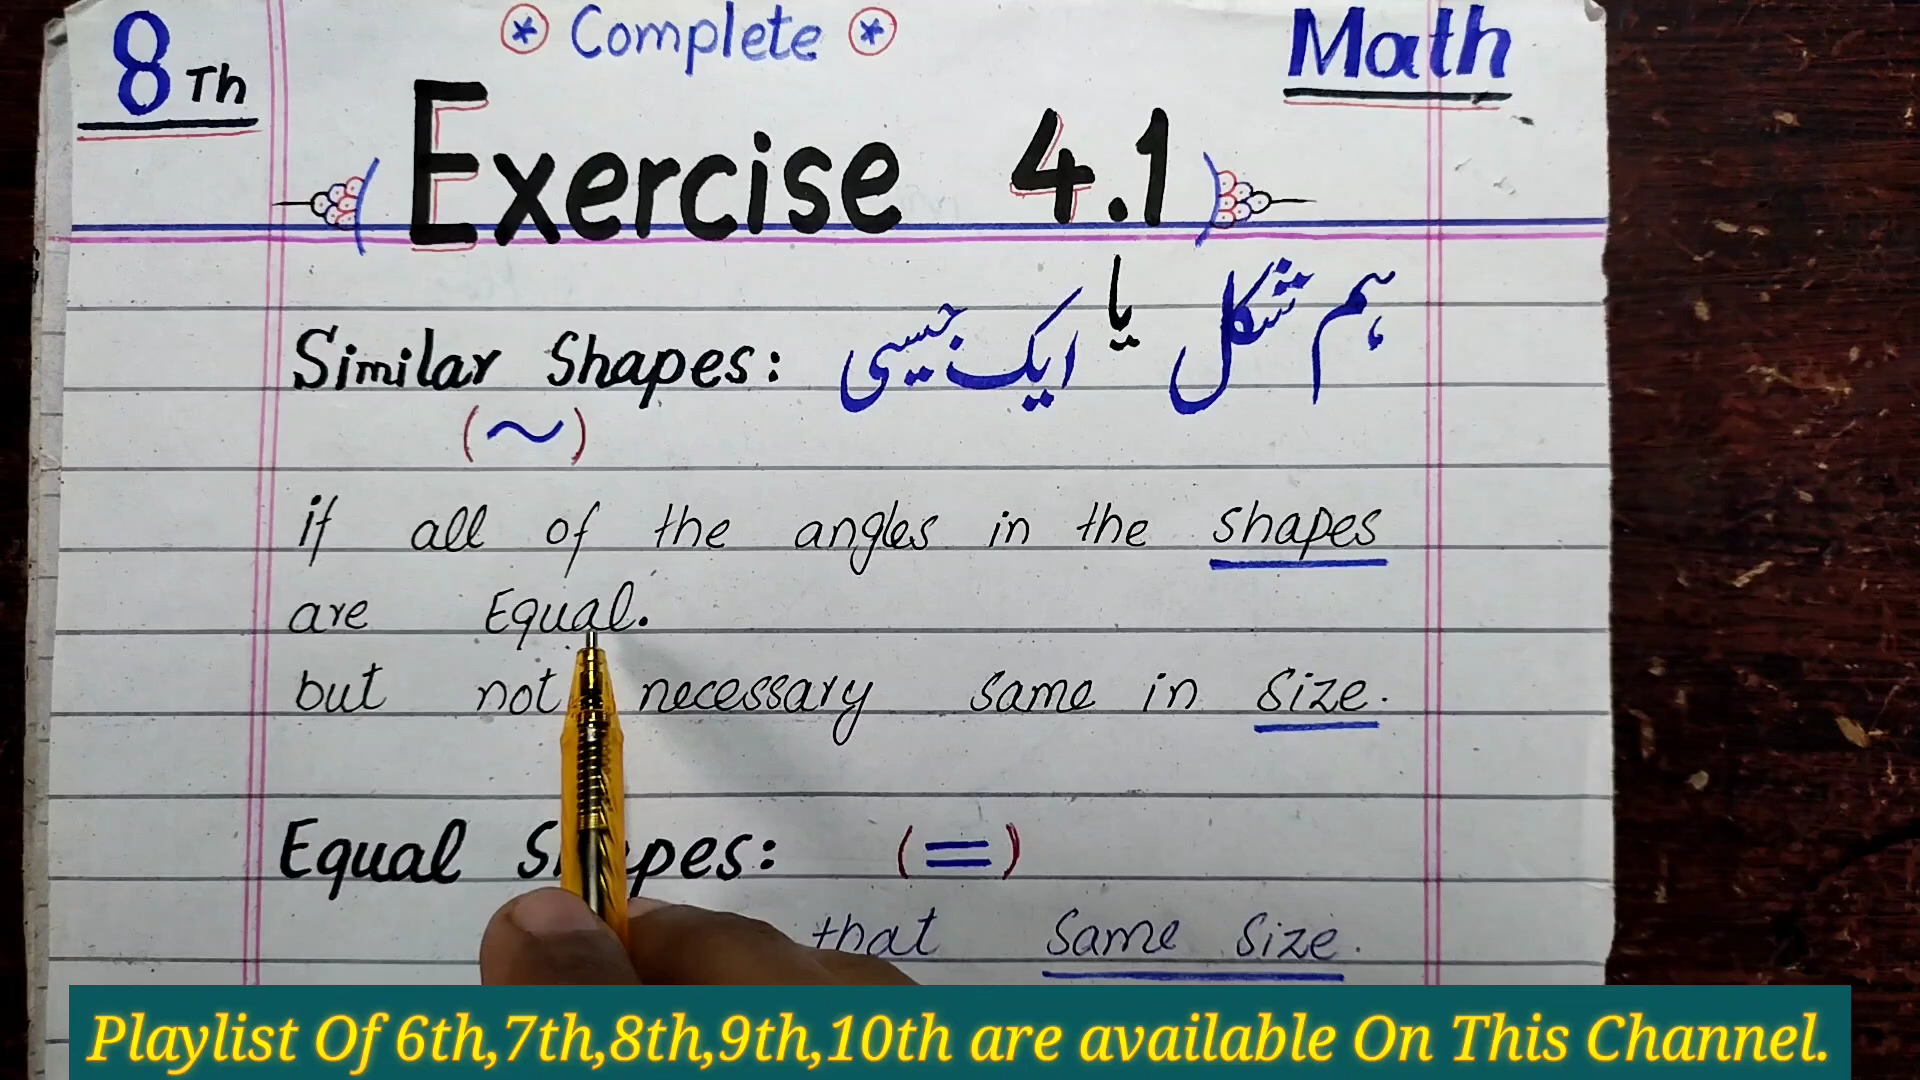 8Th
* Complete *
Math
Exercise 4.1
Similar Shapes: ہم شکل یا ایک جیسی
(~)
if all of the angles in the shapes
are Equal.
but not necessary same in size.
Equal Shapes: (=)
that same size.
Playlist Of 6th,7th,8th,9th,10th are available On This Channel.